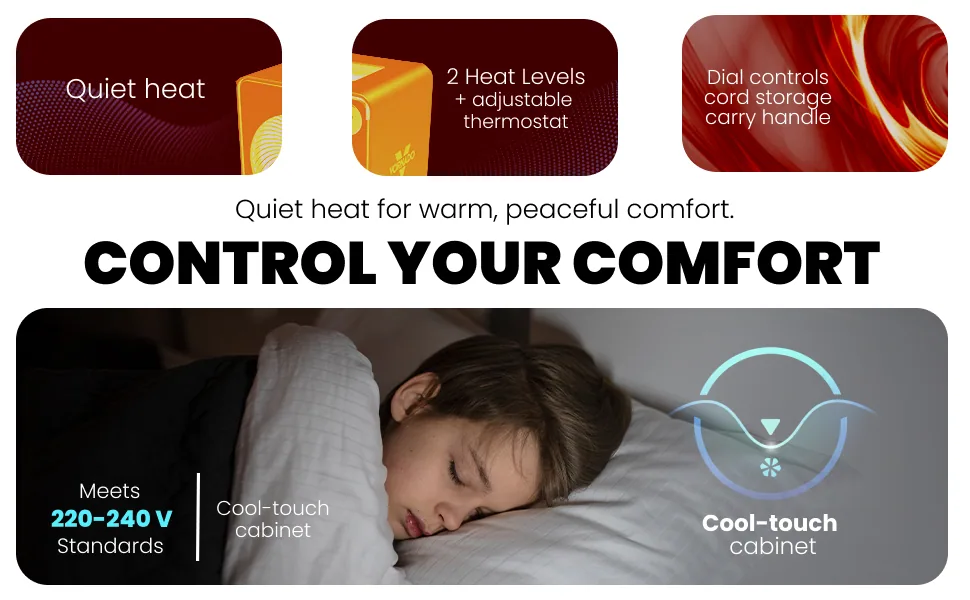 Quiet heat
2 Heat Levels
+ adjustable
thermostat
VORNADO
Dial controls
cord storage
carry handle
Quiet heat for warm, peaceful comfort.
CONTROL YOUR COMFORT
Meets
220-240 V
Standards
Cool-touch
cabinet
Cool-touch
cabinet